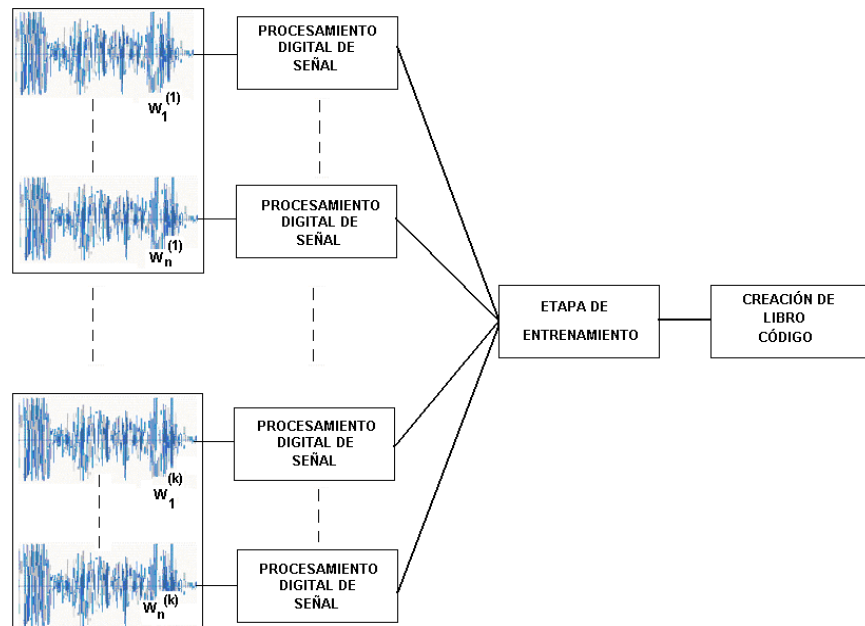 PROCESAMIENTO
DIGITAL DE
SEÑAL
W₁⁽¹⁾
PROCESAMIENTO
DIGITAL DE
SEÑAL
Wₙ⁽¹⁾
ETAPA DE
ENTRENAMIENTO
CREACIÓN DE
LIBRO
CÓDIGO
PROCESAMIENTO
DIGITAL DE
SEÑAL
W₁⁽ᵏ⁾
PROCESAMIENTO
DIGITAL DE
SEÑAL
Wₙ⁽ᵏ⁾